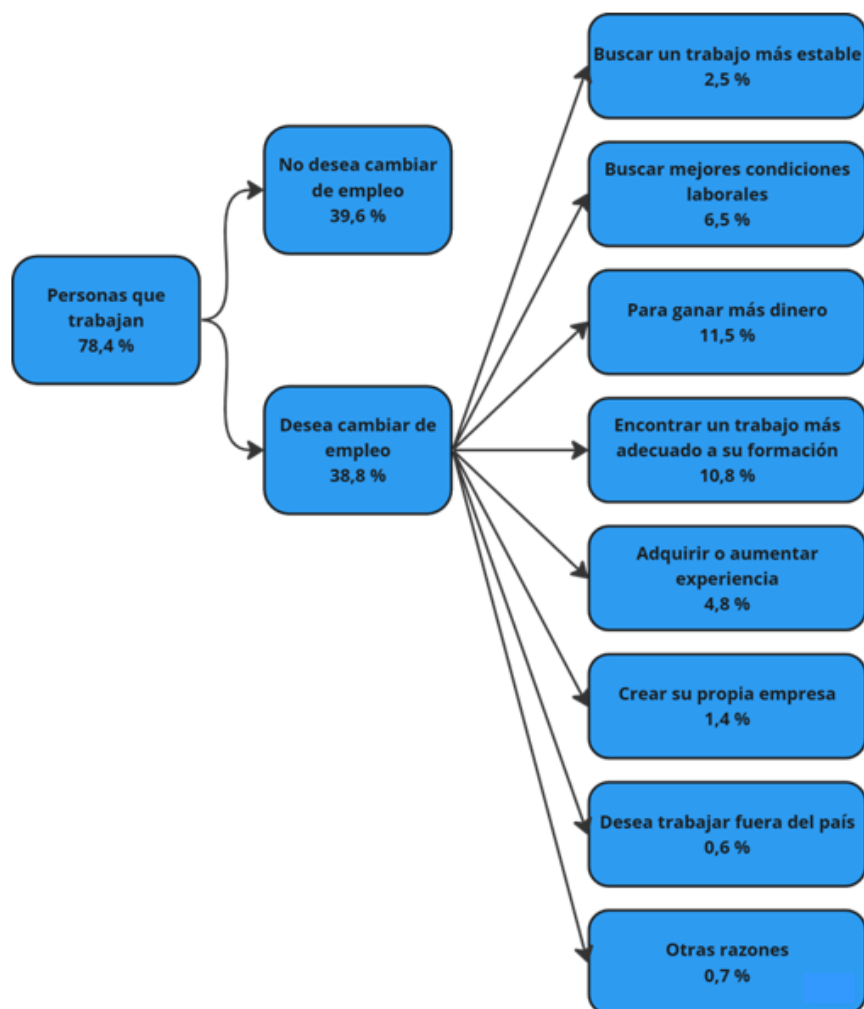 Personas que
trabajan
78,4 %
No desea cambiar
de empleo
39,6 %
Desea cambiar de
empleo
38,8 %
Buscar un trabajo más estable
2,5 %
Buscar mejores condiciones
laborales
6,5 %
Para ganar más dinero
11,5 %
Encontrar un trabajo más
adecuado a su formación
10,8 %
Adquirir o aumentar
experiencia
4,8 %
Crear su propia empresa
1,4 %
Desea trabajar fuera del país
0,6 %
Otras razones
0,7 %